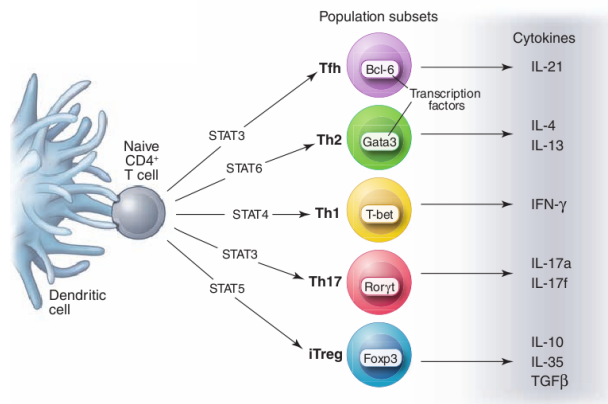 Population subsets
Cytokines
Tfh
Bcl-6
IL-21
Transcription
factors
STAT3
Naive
CD4⁺
T cell
STAT6
Th2
Gata3
IL-4
IL-13
STAT4
Th1
T-bet
IFN-γ
STAT3
Th17
Rorγt
IL-17a
IL-17f
STAT5
Dendritic
cell
iTreg
Foxp3
IL-10
IL-35
TGFβ